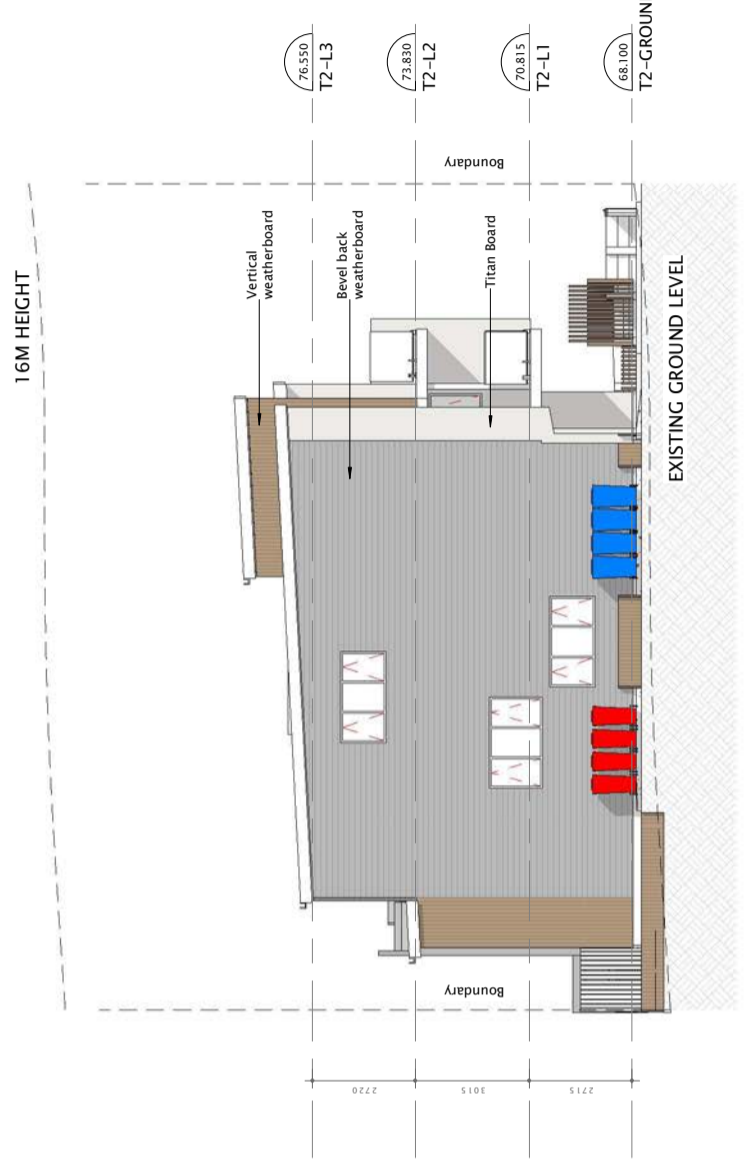 16M HEIGHT
76.550
T2-L3
73.830
T2-L2
70.815
T2-L1
68.100
T2-GROUN
Boundary
Vertical
weatherboard
Bevel back
weatherboard
Titan Board
EXISTING GROUND LEVEL
Boundary
2720
3015
2715